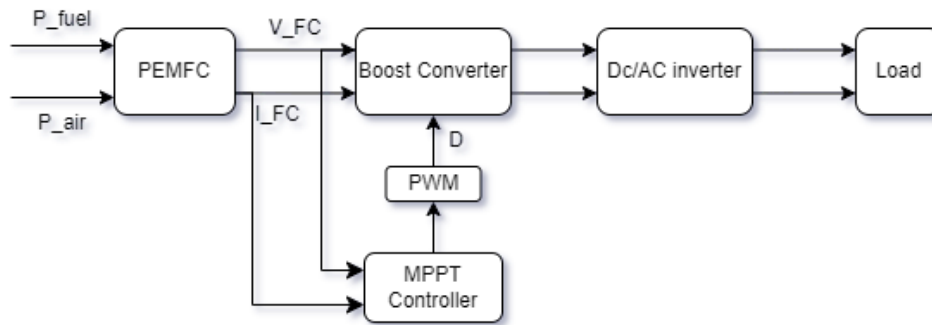 P_fuel
V_FC
PEMFC
Boost Converter
Dc/AC inverter
Load
P_air
I_FC
D
PWM
MPPT
Controller